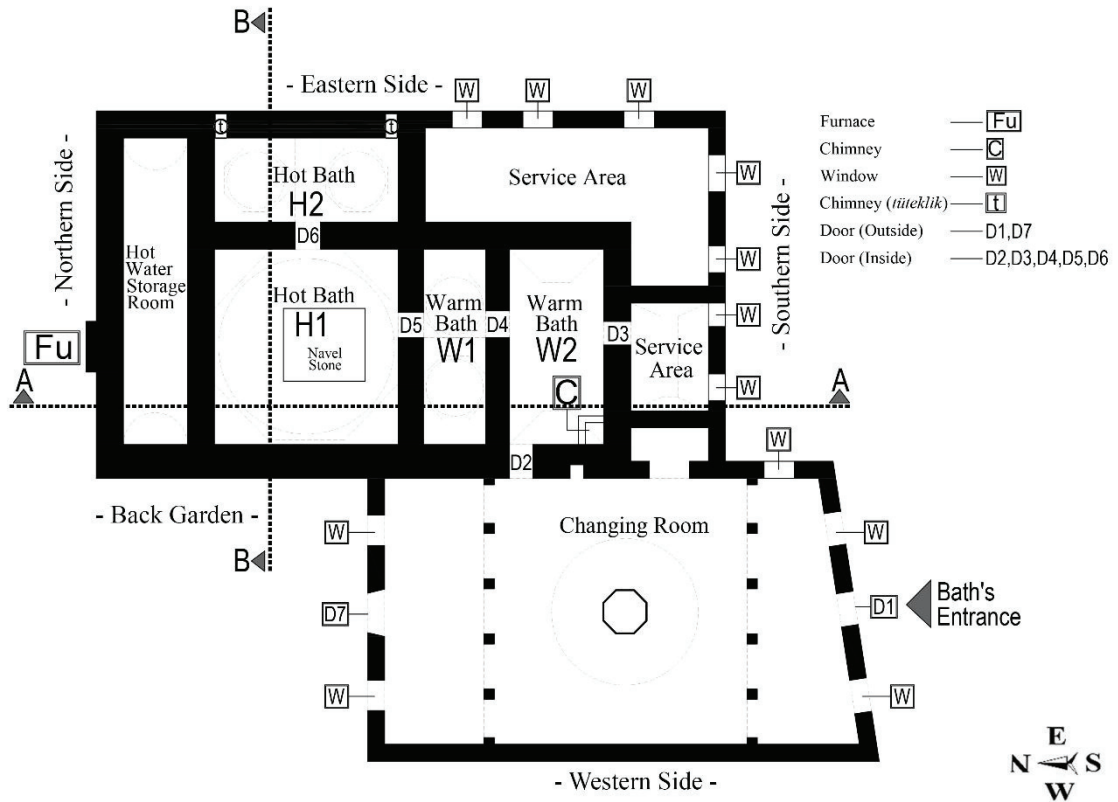 B
- Eastern Side -
W
W
W
- Northern Side -
t
t
Hot Bath
H2
D6
Service Area
W
W
- Southern Side -
Furnace Fu
Chimney C
Window W
Chimney (tüteklik) t
Door (Outside) D1,D7
Door (Inside) D2,D3,D4,D5,D6
Hot
Water
Storage
Room
Hot Bath
H1
Navel
Stone
D5
Warm
Bath
W1
D4
Warm
Bath
W2
D3
Service
Area
W
W
Fu
A
C
A
D2
W
- Back Garden -
B
Changing Room
W
W
D7
D1
Bath's
Entrance
W
W
- Western Side -
E
N S
W